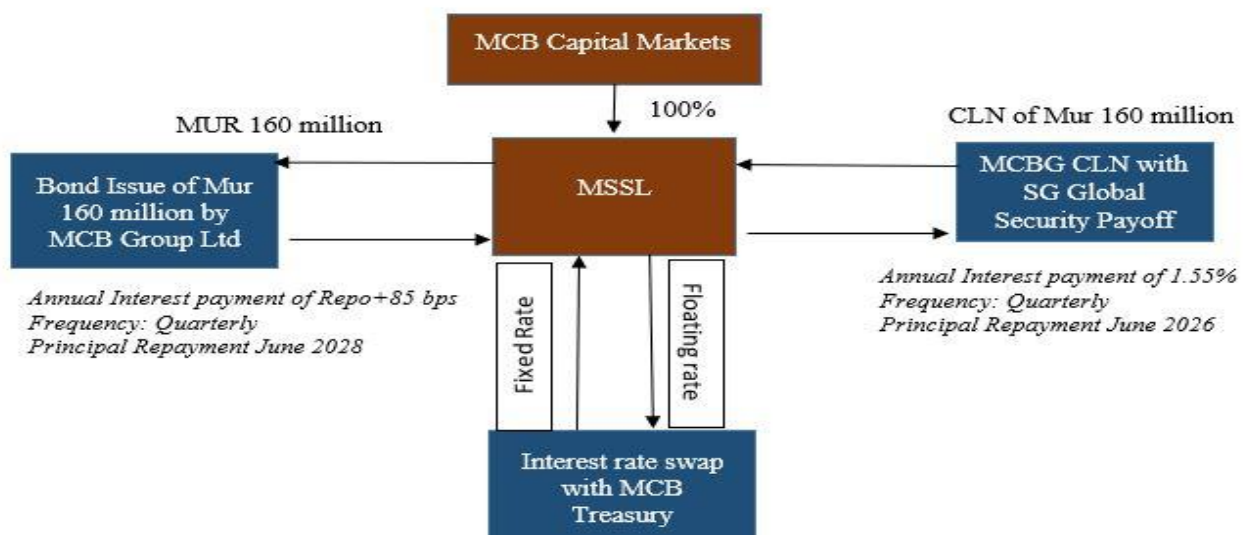 MCB Capital Markets
100%
MUR 160 million
CLN of Mur 160 million
Bond Issue of Mur
160 million by
MCB Group Ltd
MSSL
MCBG CLN with
SG Global
Security Payoff
Annual Interest payment of Repo+85 bps
Frequency: Quarterly
Principal Repayment June 2028
Annual Interest payment of 1.55%
Frequency: Quarterly
Principal Repayment June 2026
Fixed Rate
Floating rate
Interest rate swap
with MCB
Treasury